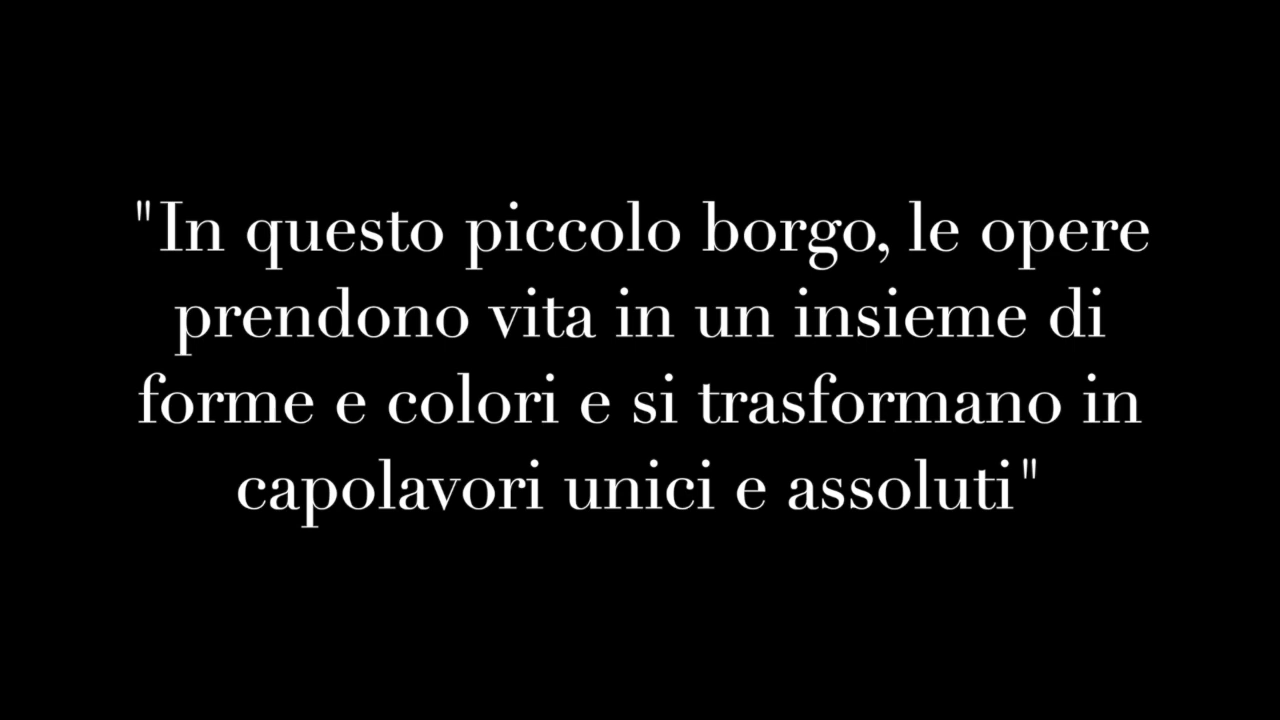 "In questo piccolo borgo, le opere
prendono vita in un insieme di
forme e colori e si trasformano in
capolavori unici e assoluti"